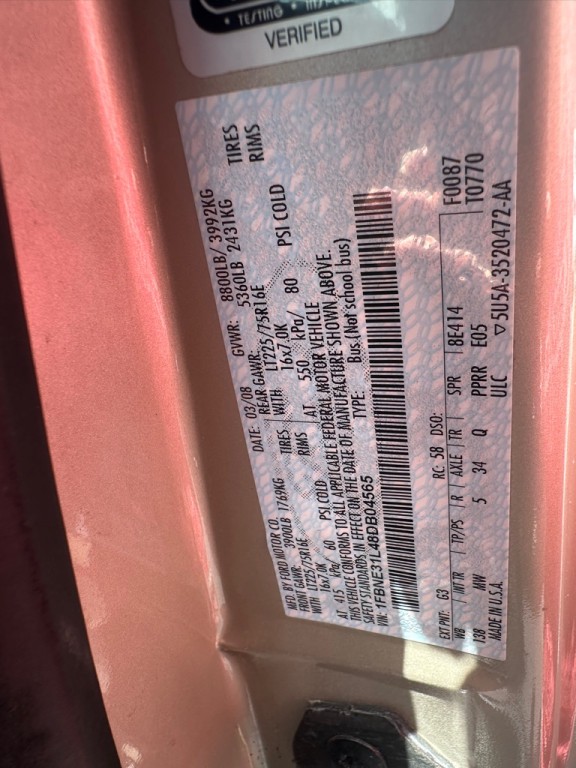 TESTING •
VERIFIED
MFD. BY FORD MOTOR CO.
DATE: 03/08 GVWR: 8800LB/ 3992KG
FRONT GAWR: 3900LB 1769KG REAR GAWR: 5360LB 2431KG
WITH LT225/75R16E TIRES WITH LT225/75R16E TIRES
16x7.0K RIMS 16x7.0K RIMS
AT 415 kPa/ 60 PSI COLD AT 550 kPa/ 80 PSI COLD
THIS VEHICLE CONFORMS TO ALL APPLICABLE FEDERAL MOTOR VEHICLE
SAFETY STANDARDS IN EFFECT ON THE DATE OF MANUFACTURE SHOWN ABOVE.
VIN: 1FBNE31L48DB04565 TYPE: Bus (Not school bus)
EXT PNT: G3 RC: 58 DSO: F0087
WB INT TR TP/PS R AXLE TR SPR 8E414 T0770
138 MW 5 34 Q PPRR E05
MADE IN U.S.A. ULC ▽5U5A-3520472-AA